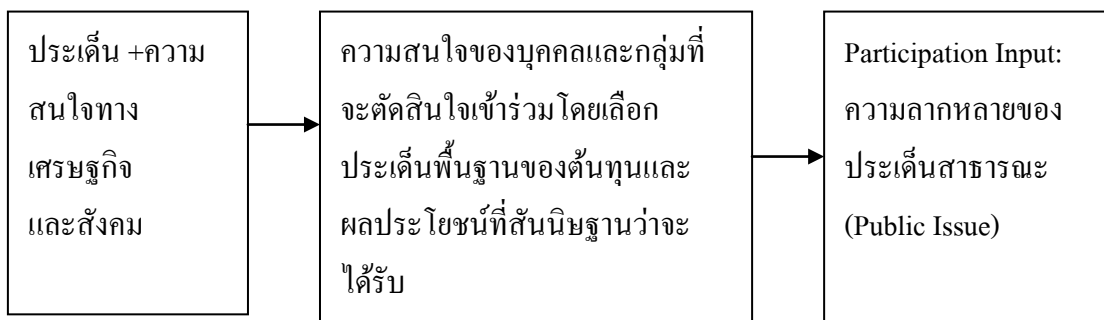 ประเด็น +ความ
สนใจทาง
เศรษฐกิจ
และสังคม
ความสนใจของบุคคลและกลุ่มที่
จะตัดสินใจเข้าร่วมโดยเลือก
ประเด็นพื้นฐานของต้นทุนและ
ผลประโยชน์ที่สันนิษฐานว่าจะ
ได้รับ
Participation Input:
ความลากหลายของ
ประเด็นสาธารณะ
(Public Issue)